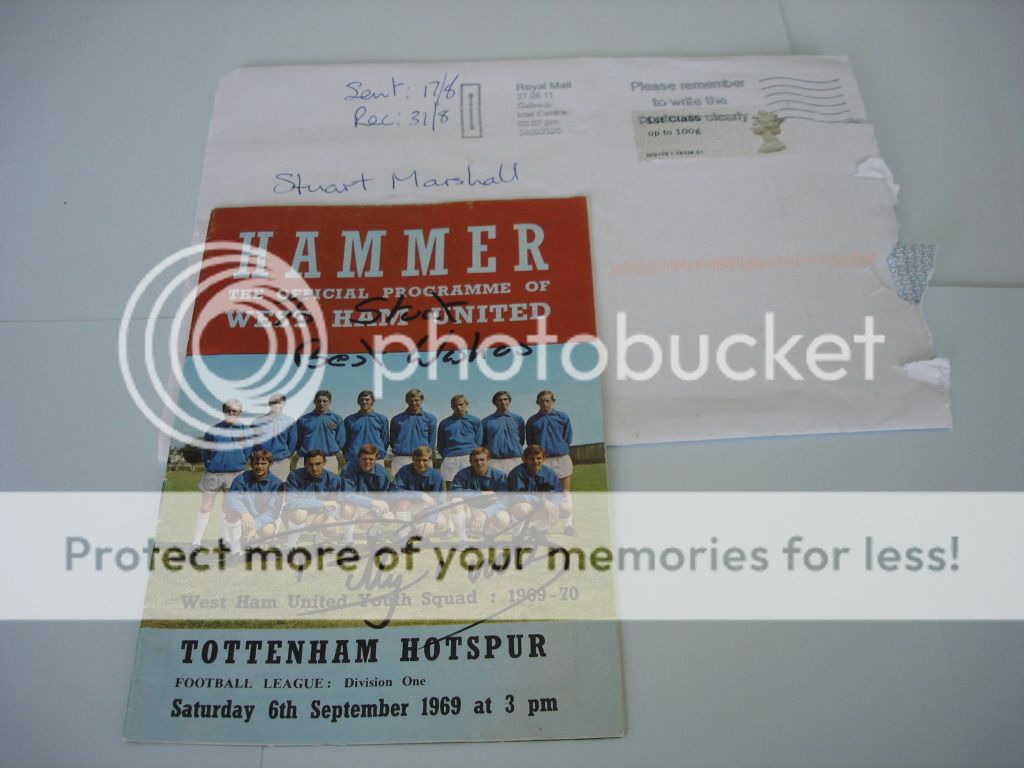 Sent: 17/8
Rec: 31/8
Royal Mail
27.08.11
Gatwick
Mail Centre
Please remember
to write the
clearly
1st Class
up to 100g
Stuart Marshall
HAMMER
THE OFFICIAL PROGRAMME OF
WEST HAM UNITED
To Stuart
Best Wishes
photobucket
Protect more of your memories for less!
West Ham United Youth Squad : 1969-70
TOTTENHAM HOTSPUR
FOOTBALL LEAGUE: Division One
Saturday 6th September 1969 at 3 pm